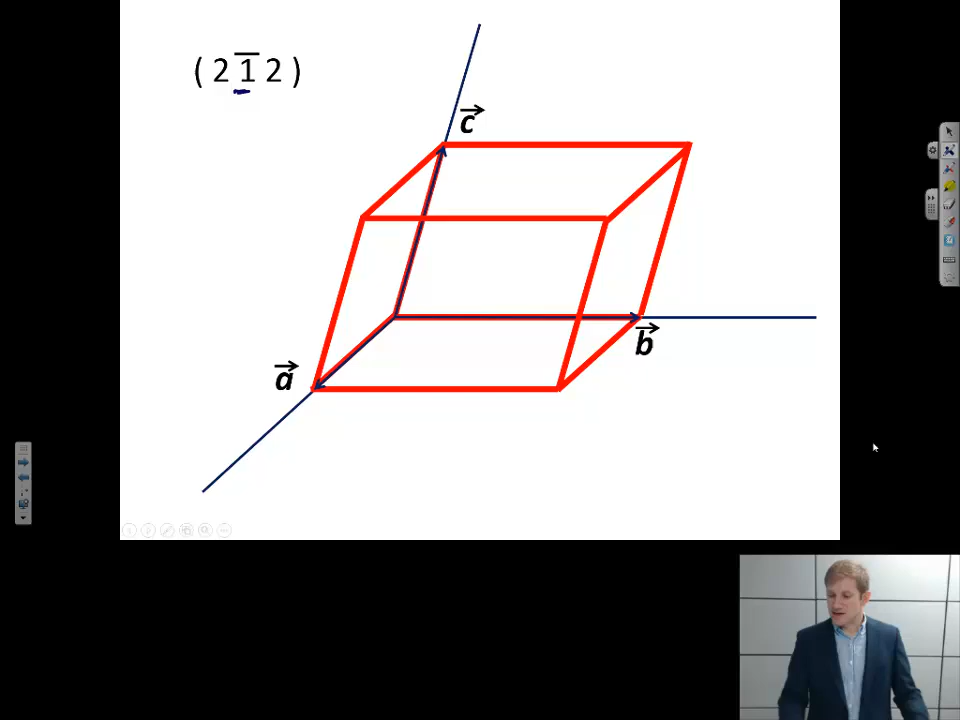 ( 2 1̅ 2 )
c⃗
b⃗
a⃗